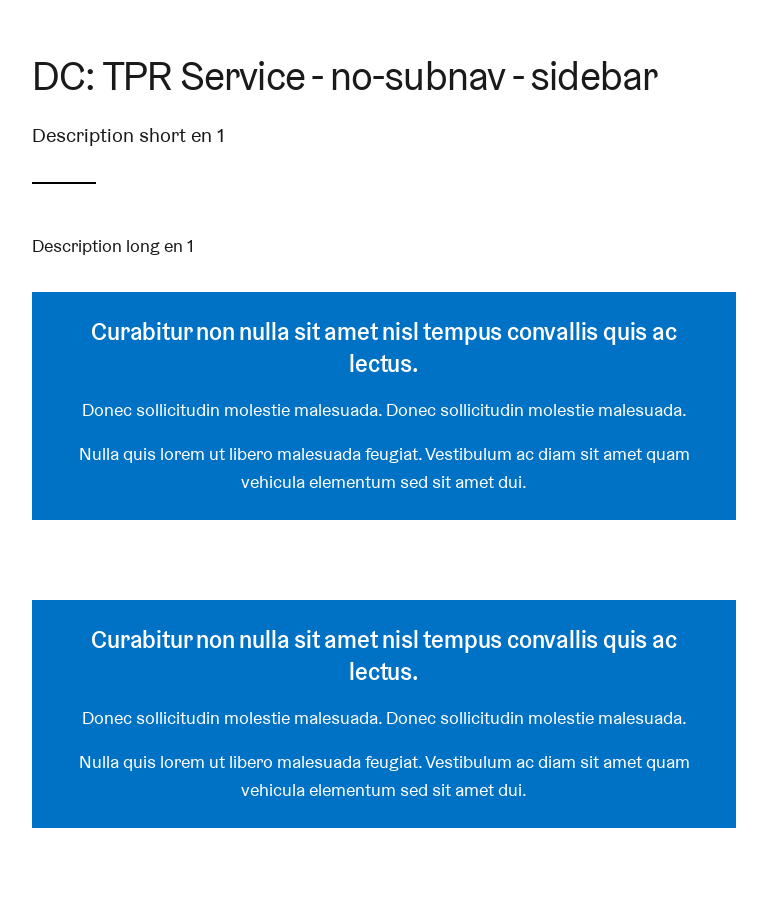 DC: TPR Service - no-subnav - sidebar
Description short en 1
Description long en 1
Curabitur non nulla sit amet nisl tempus convallis quis ac
lectus.
Donec sollicitudin molestie malesuada. Donec sollicitudin molestie malesuada.
Nulla quis lorem ut libero malesuada feugiat. Vestibulum ac diam sit amet quam
vehicula elementum sed sit amet dui.
Curabitur non nulla sit amet nisl tempus convallis quis ac
lectus.
Donec sollicitudin molestie malesuada. Donec sollicitudin molestie malesuada.
Nulla quis lorem ut libero malesuada feugiat. Vestibulum ac diam sit amet quam
vehicula elementum sed sit amet dui.